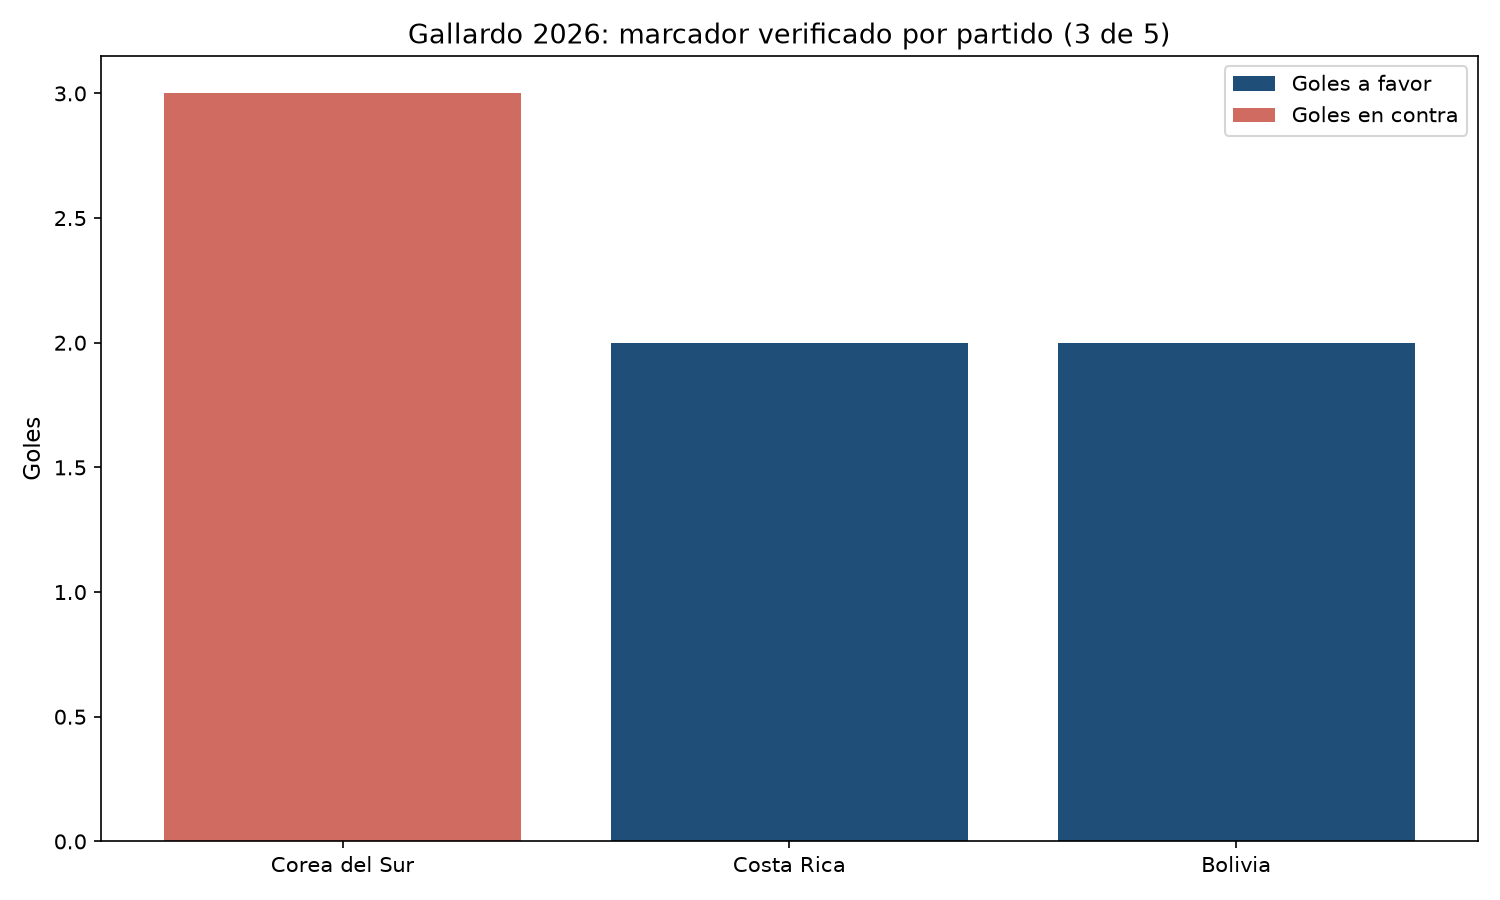 Gallardo 2026: marcador verificado por partido (3 de 5)
Goles a favor
Goles en contra
Goles
3.0
2.5
2.0
1.5
1.0
0.5
0.0
Corea del Sur
Costa Rica
Bolivia